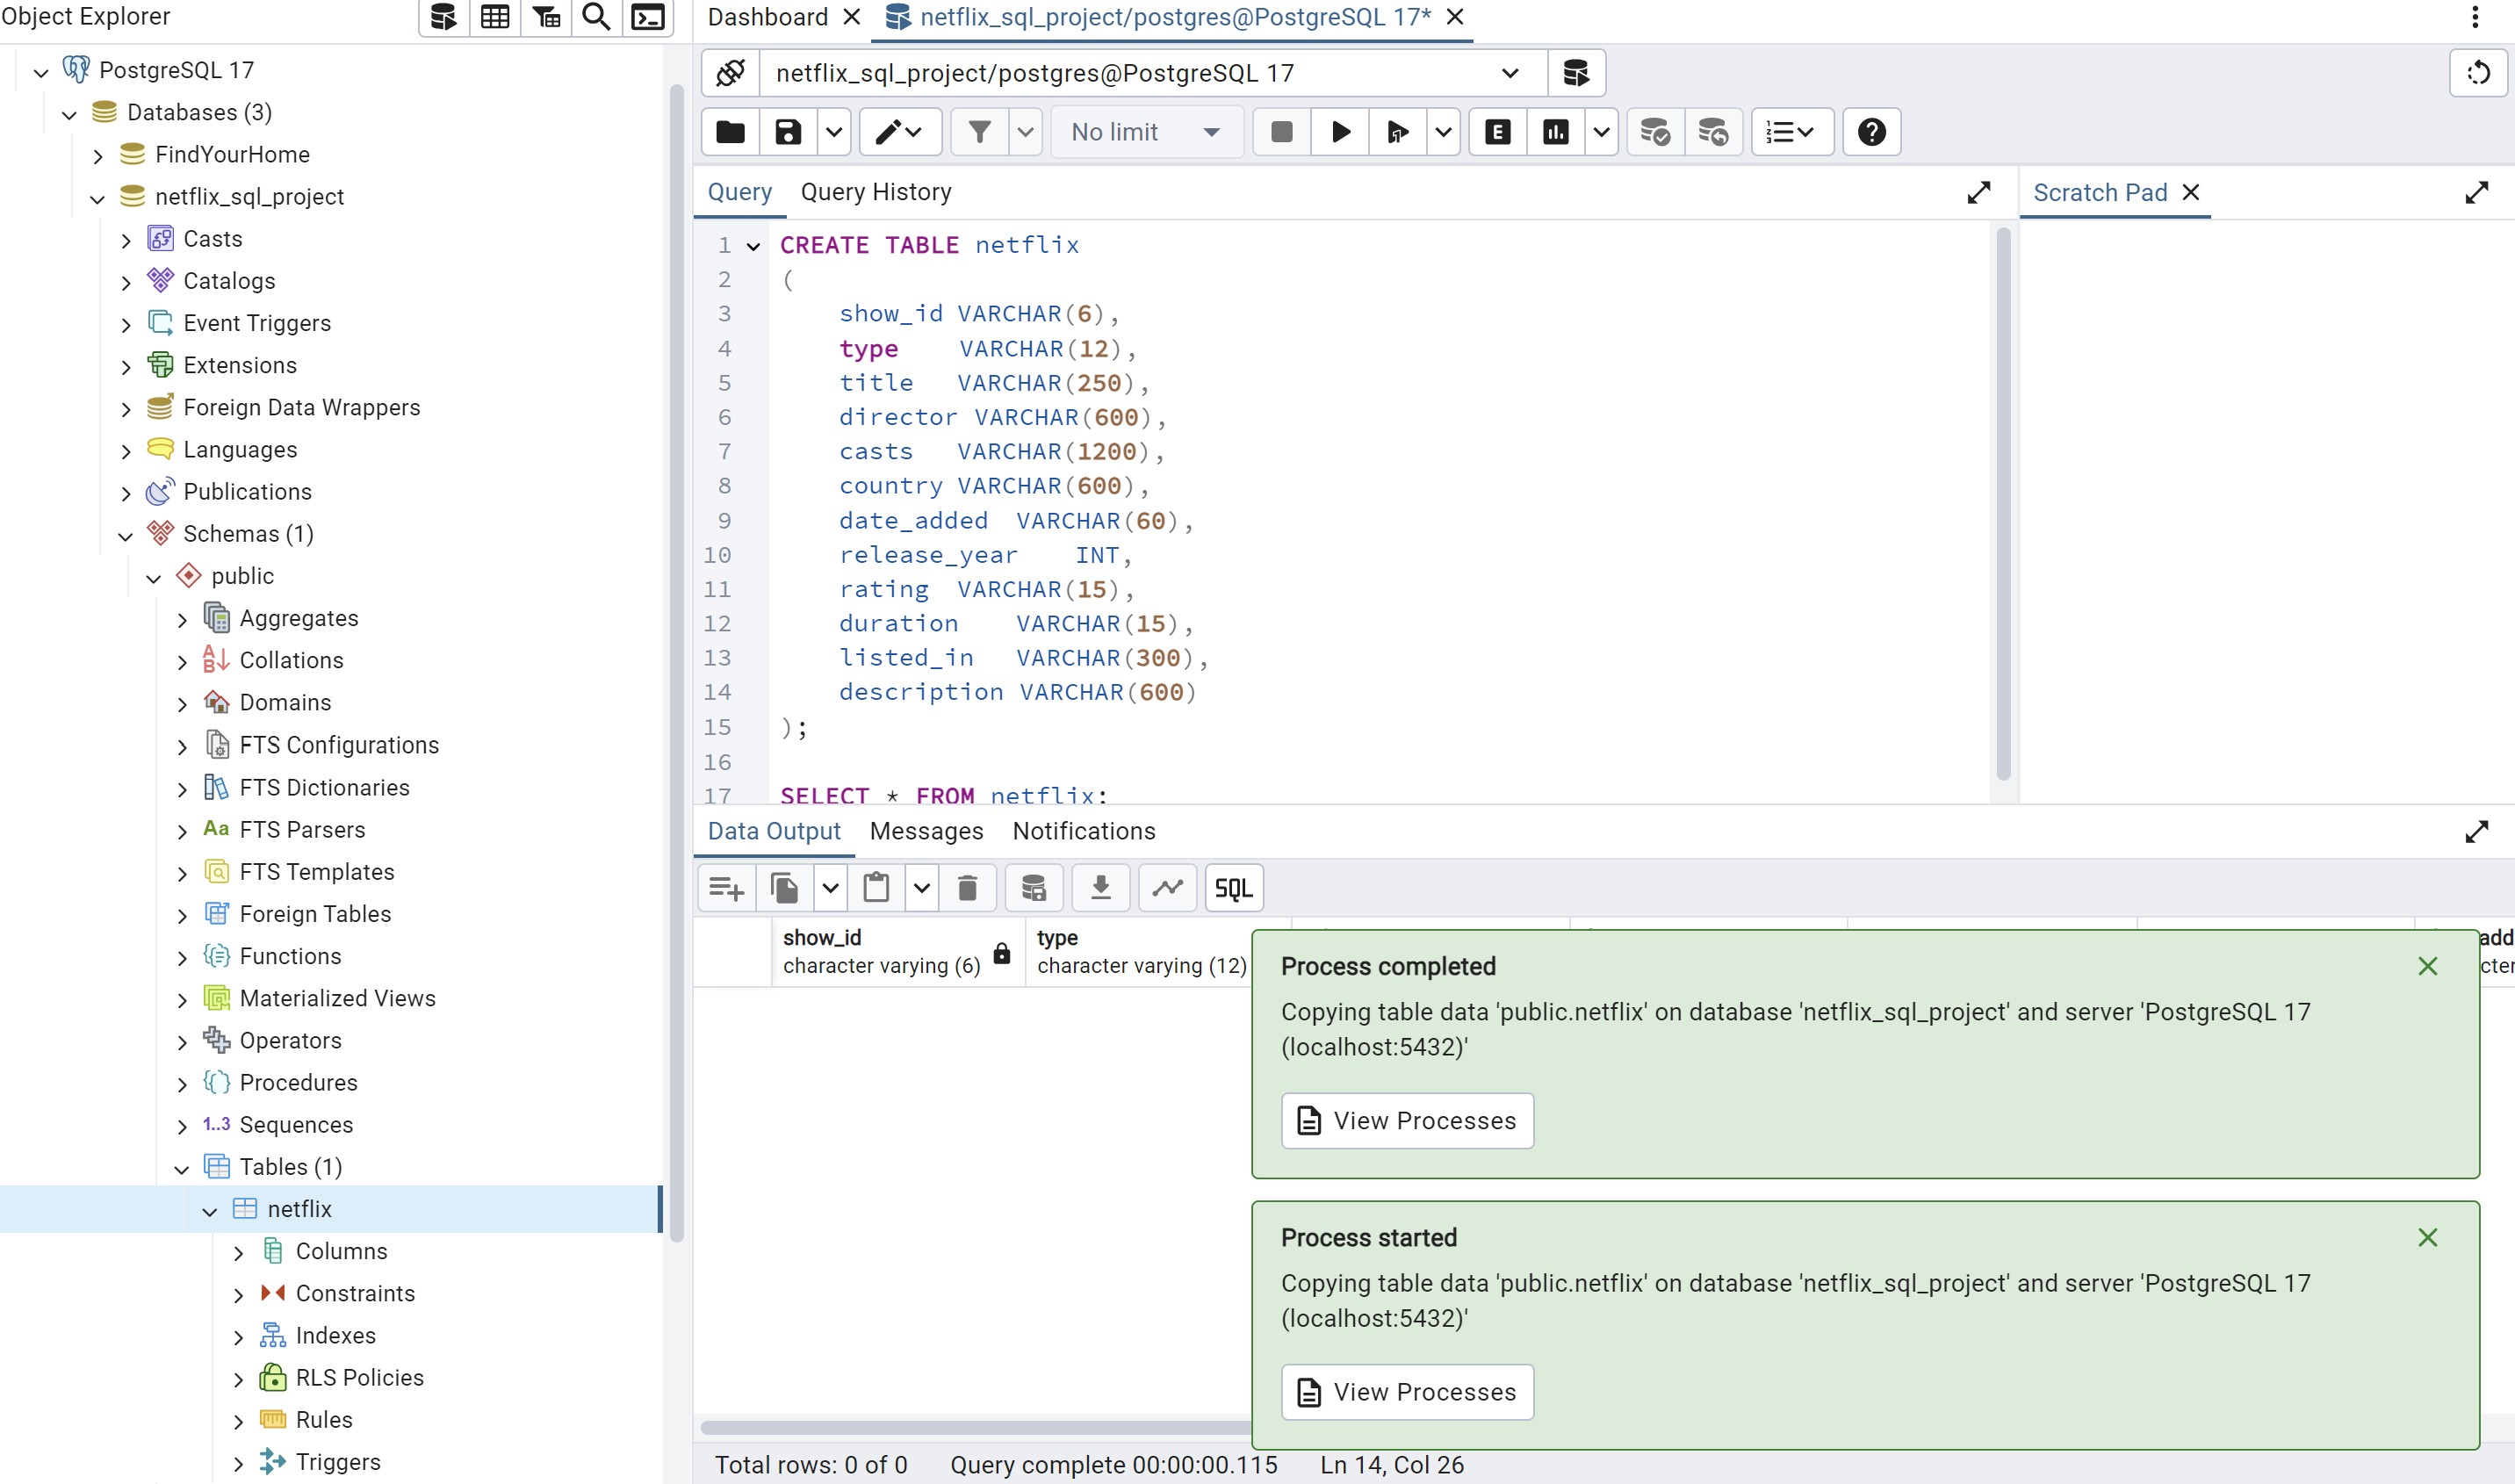 Object Explorer
PostgreSQL 17
Databases (3)
FindYourHome
netflix_sql_project
Casts
Catalogs
Event Triggers
Extensions
Foreign Data Wrappers
Languages
Publications
Schemas (1)
public
Aggregates
Collations
Domains
FTS Configurations
FTS Dictionaries
Aa FTS Parsers
FTS Templates
Foreign Tables
Functions
Materialized Views
Operators
Procedures
1..3 Sequences
Tables (1)
netflix
Columns
Constraints
Indexes
RLS Policies
Rules
Triggers
Dashboard
netflix_sql_project/postgres@PostgreSQL 17*
netflix_sql_project/postgres@PostgreSQL 17
No limit
E
Query Query History
Scratch Pad
1 CREATE TABLE netflix
2 (
3 show_id VARCHAR(6),
4 type VARCHAR(12),
5 title VARCHAR(250),
6 director VARCHAR(600),
7 casts VARCHAR(1200),
8 country VARCHAR(600),
9 date_added VARCHAR(60),
10 release_year INT,
11 rating VARCHAR(15),
12 duration VARCHAR(15),
13 listed_in VARCHAR(300),
14 description VARCHAR(600)
15 );
16
17 SELECT * FROM netflix;
Data Output Messages Notifications
SQL
show_id
character varying (6)
type
character varying (12)
Process completed
Copying table data 'public.netflix' on database 'netflix_sql_project' and server 'PostgreSQL 17
(localhost:5432)'
View Processes
Process started
Copying table data 'public.netflix' on database 'netflix_sql_project' and server 'PostgreSQL 17
(localhost:5432)'
View Processes
Total rows: 0 of 0 Query complete 00:00:00.115 Ln 14, Col 26